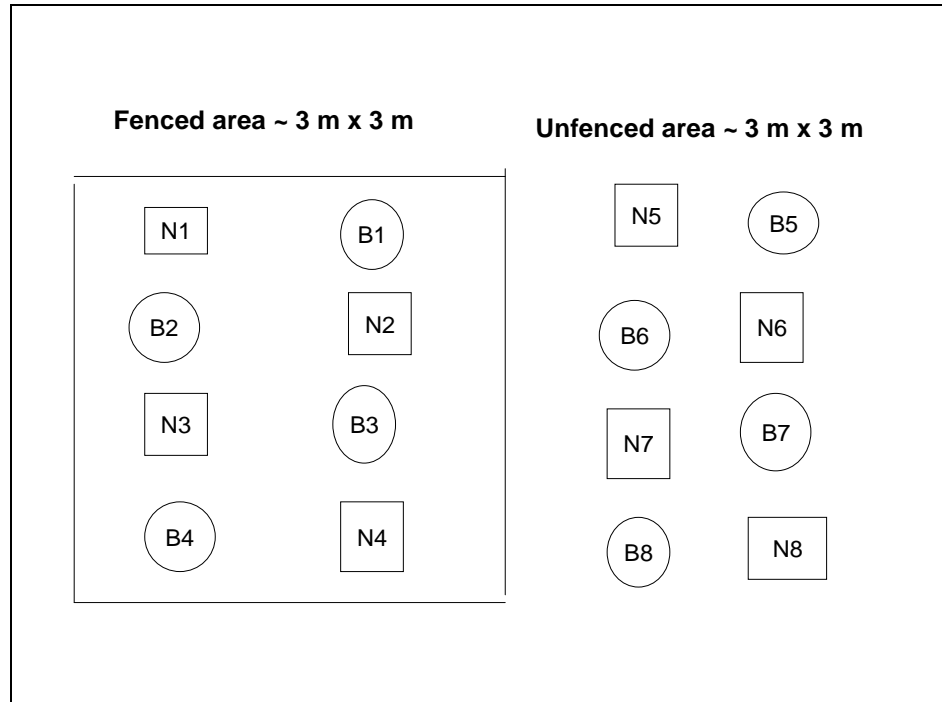 Fenced area ~ 3 m x 3 m
Unfenced area ~ 3 m x 3 m
N1
B1
B2
N2
N3
B3
B4
N4
N5
B5
B6
N6
N7
B7
B8
N8